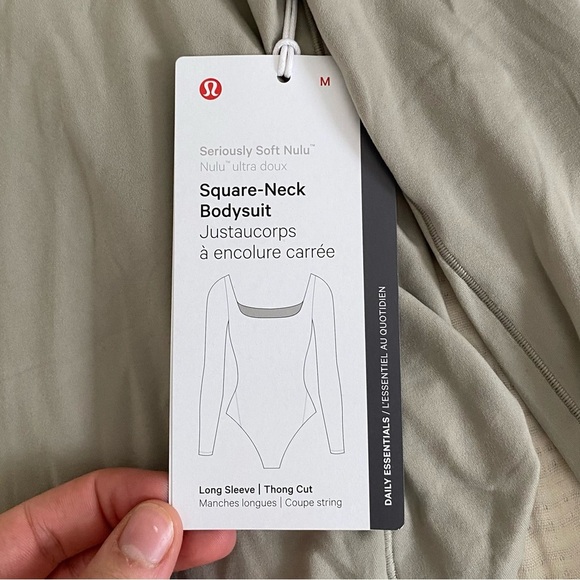 M
Seriously Soft Nulu™
Nulu™ ultra doux
Square-Neck
Bodysuit
Justaucorps
à encolure carrée
Long Sleeve | Thong Cut
Manches longues | Coupe string
DAILY ESSENTIALS / L'ESSENTIEL AU QUOTIDIEN